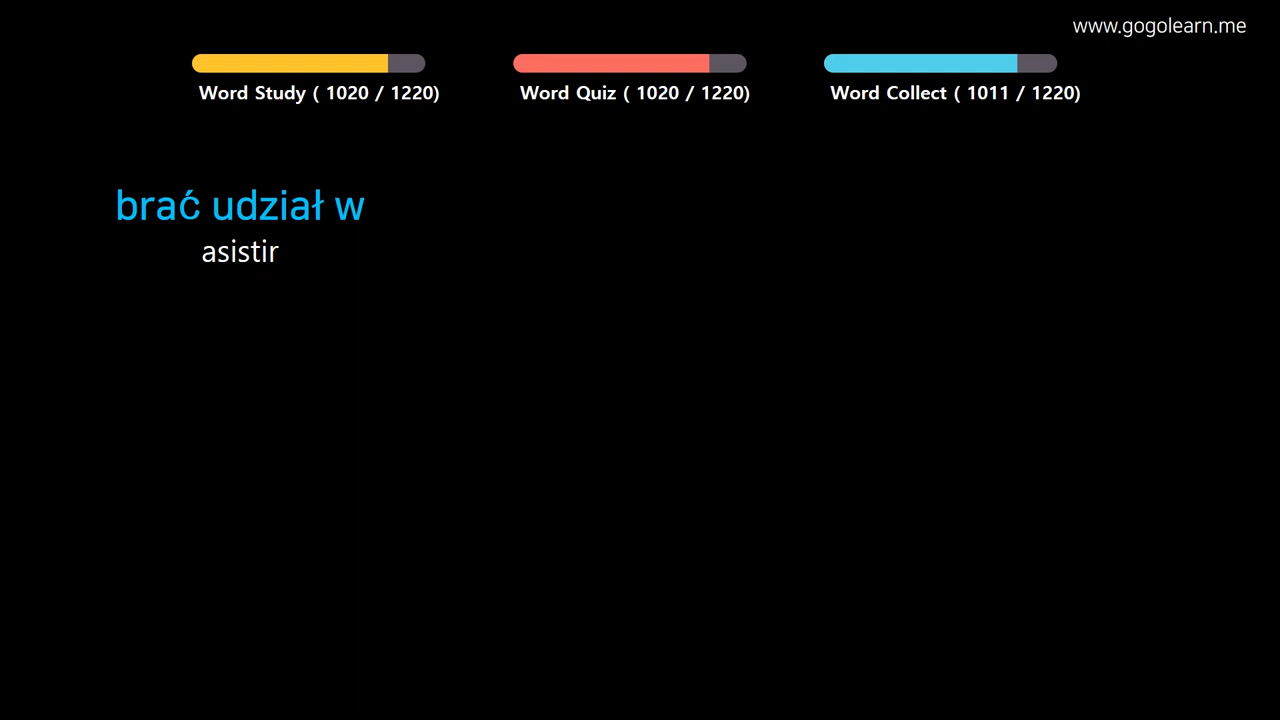 www.gogolearn.me
Word Study ( 1020 / 1220)
Word Quiz ( 1020 / 1220)
Word Collect ( 1011 / 1220)
brać udział w
asistir